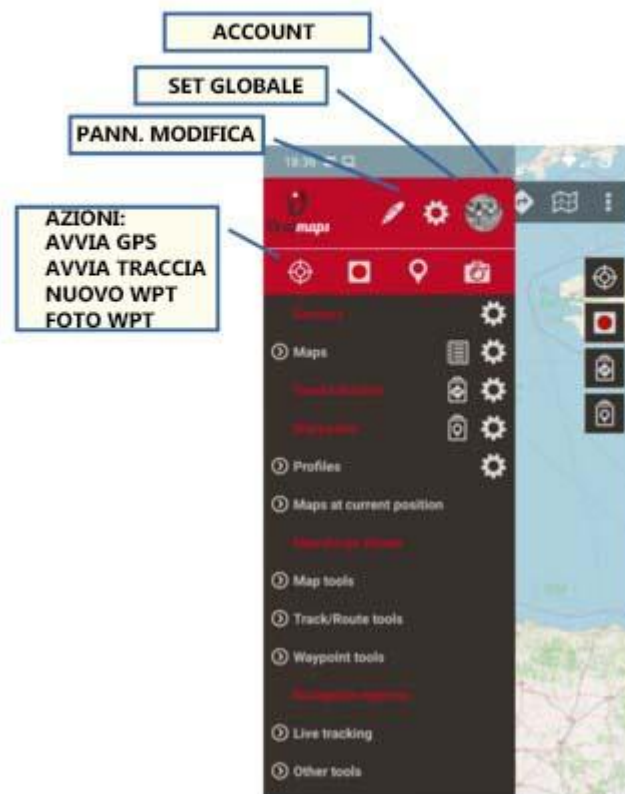 ACCOUNT
SET GLOBALE
PANN. MODIFICA
AZIONI:
AVVIA GPS
AVVIA TRACCIA
NUOVO WPT
FOTO WPT
maps
Maps
Profiles
Maps at current position
Map tools
Track/Route tools
Waypoint tools
Live tracking
Other tools